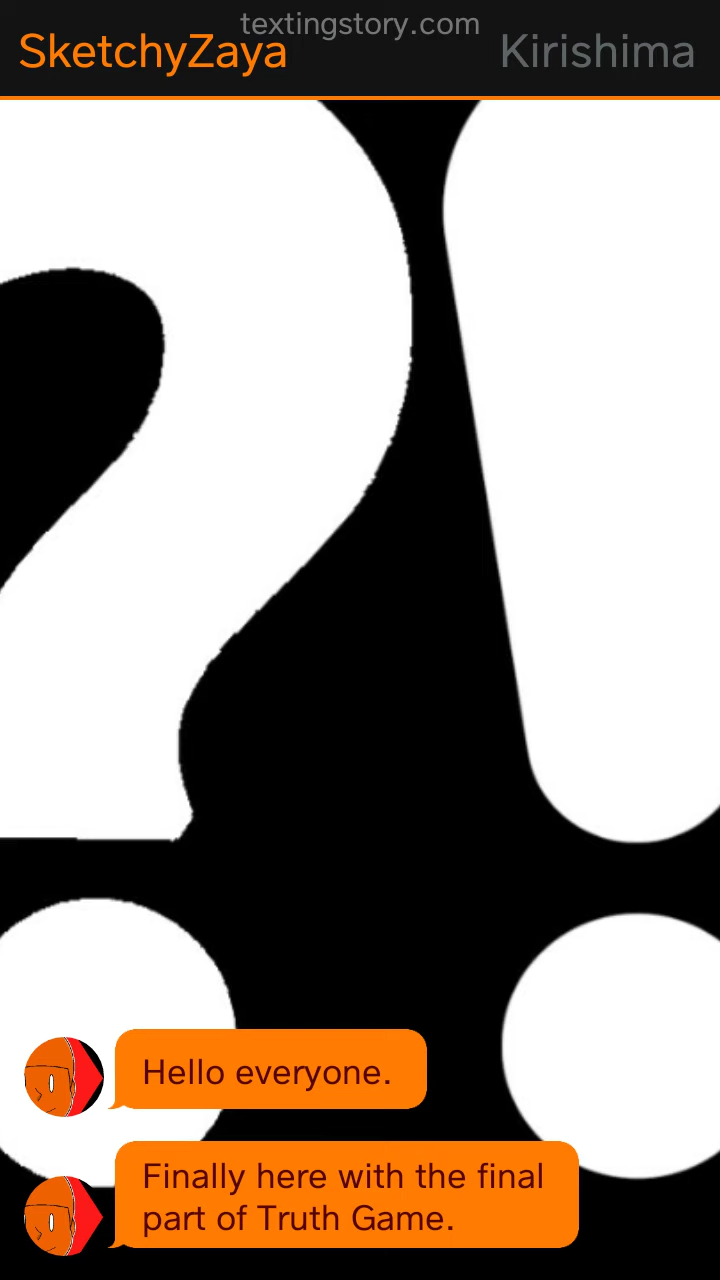 textingstory.com
SketchyZaya
Kirishima
?!
Hello everyone.
Finally here with the final
part of Truth Game.